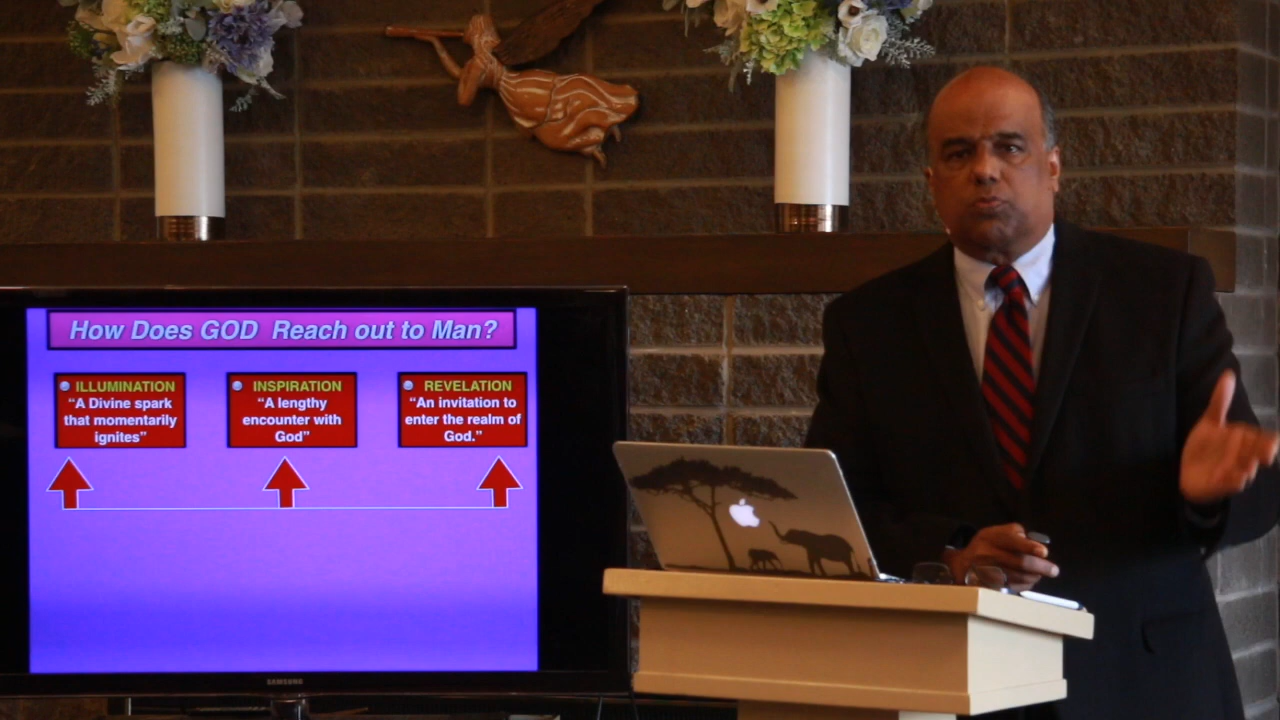 How Does GOD Reach out to Man?
ILLUMINATION
“A Divine spark
that momentarily
ignites”
INSPIRATION
“A lengthy
encounter with
God”
REVELATION
“An invitation to
enter the realm of
God.”
SAMSUNG